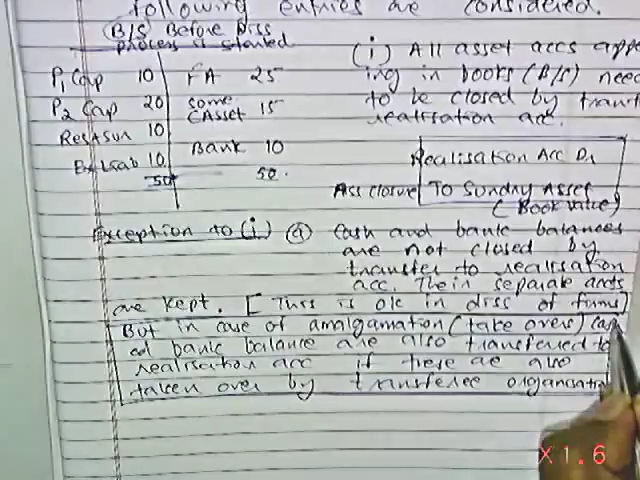 following entries are considered.
(B/S) Before Diss
process is started
P1 Cap 10 FA 25
P2 Cap 20 Some CAsset 15
Res & Sur 10 Bank 10
Ext Liab 10
50 50.
(i) All asset accs appe
ing in books (B/S) need
to be closed by transf
realisation acc.
Realisation Acc Dr
Ass closure To Sundry Asset
(Book value)
Exception to (i) (a) Cash and bank balances
are not closed by
transfer to realisation
acc. Their separate accts
are kept. [This is ok in diss of firms]
But in case of amalgamation (take overs)
bank balance are also transferred to
realisation acc if these ae also
taken over by transferee organisation
X1.6